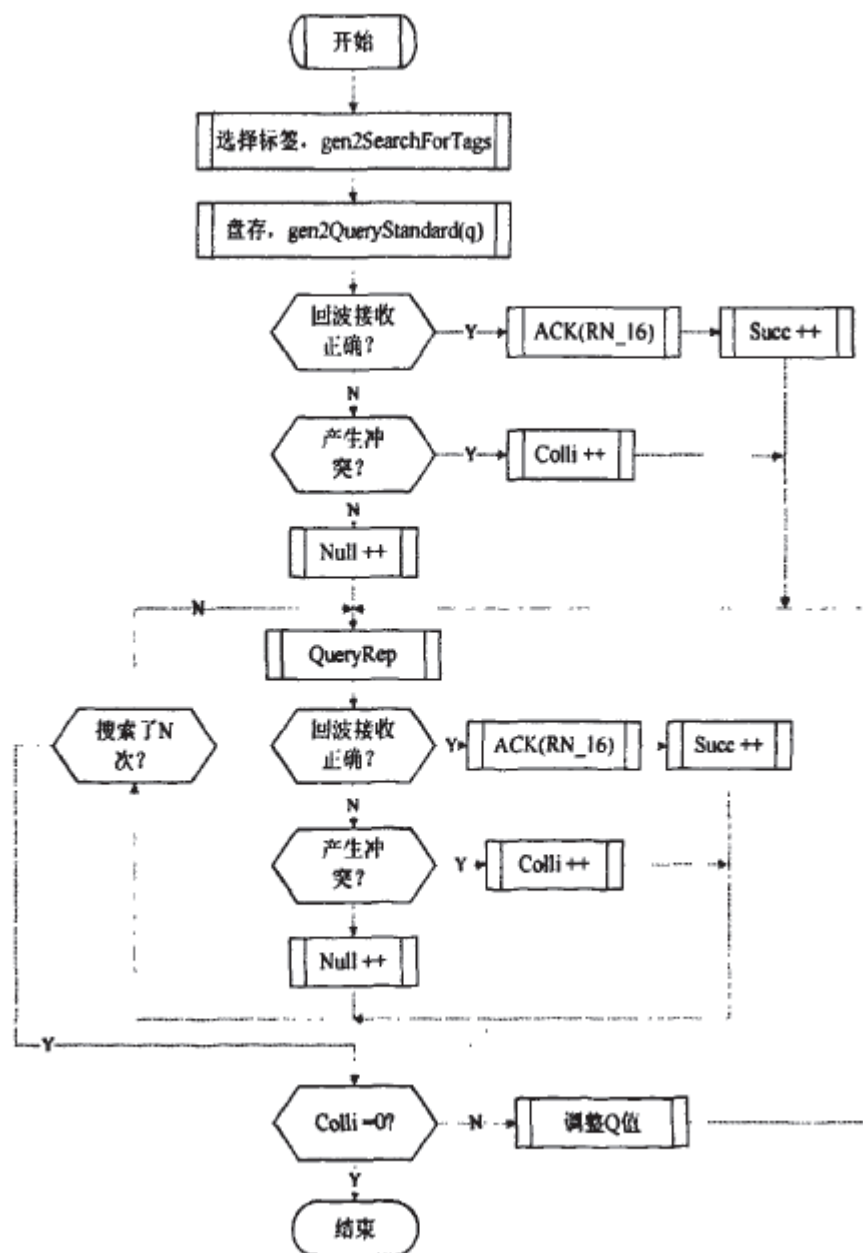 开始
选择标签，gen2SearchForTags
盘存，gen2QueryStandard(q)
回波接收
正确？
Y
ACK(RN_16)
Succ ++
N
产生冲
突？
Y
Colli ++
N
Null ++
N
QueryRep
搜索了N
次？
回波接收
正确？
Y
ACK(RN_16)
Succ ++
N
产生冲
突？
Y
Colli ++
Null ++
Y
Colli =0?
N
调整Q值
Y
结束